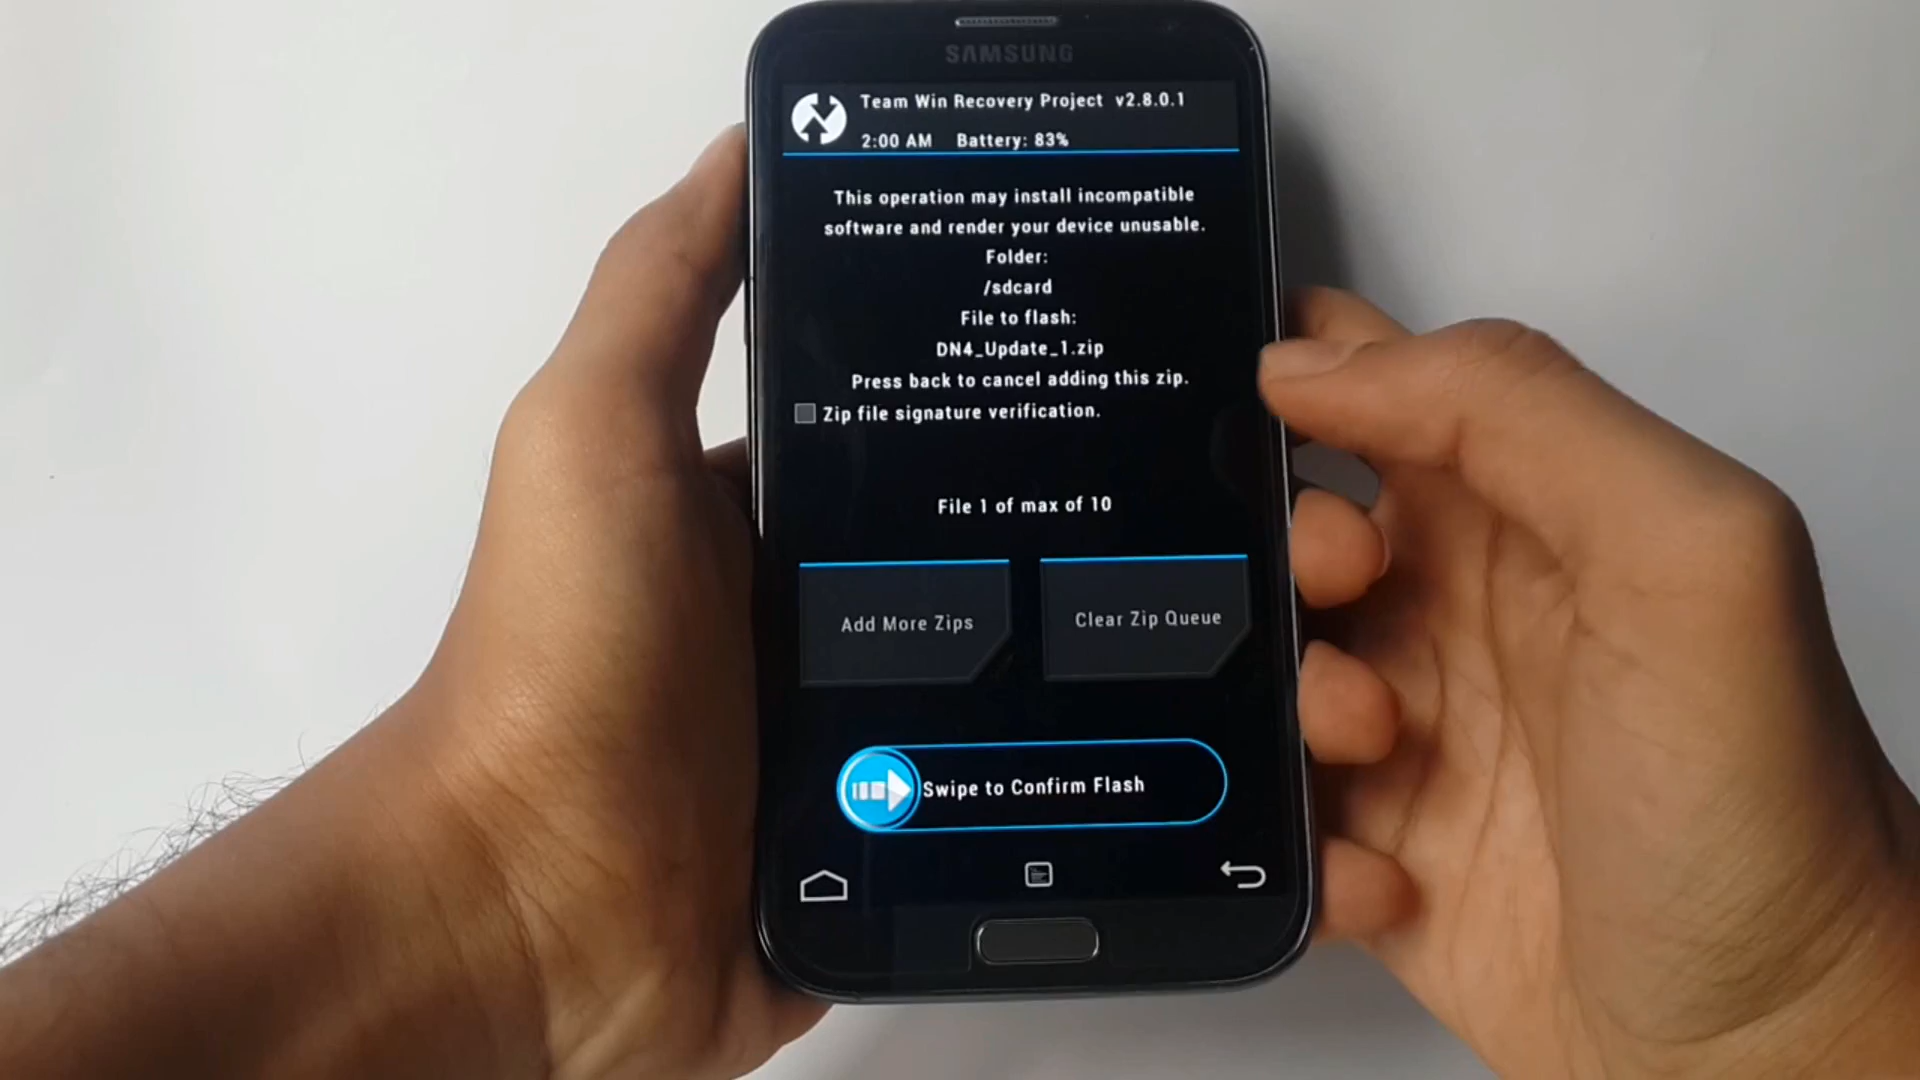 SAMSUNG
Team Win Recovery Project v2.8.0.1
2:00 AM Battery: 83%
This operation may install incompatible
software and render your device unusable.
Folder:
/sdcard
File to flash:
DN4_Update_1.zip
Press back to cancel adding this zip.
Zip file signature verification.
File 1 of max of 10
Add More Zips
Clear Zip Queue
Swipe to Confirm Flash